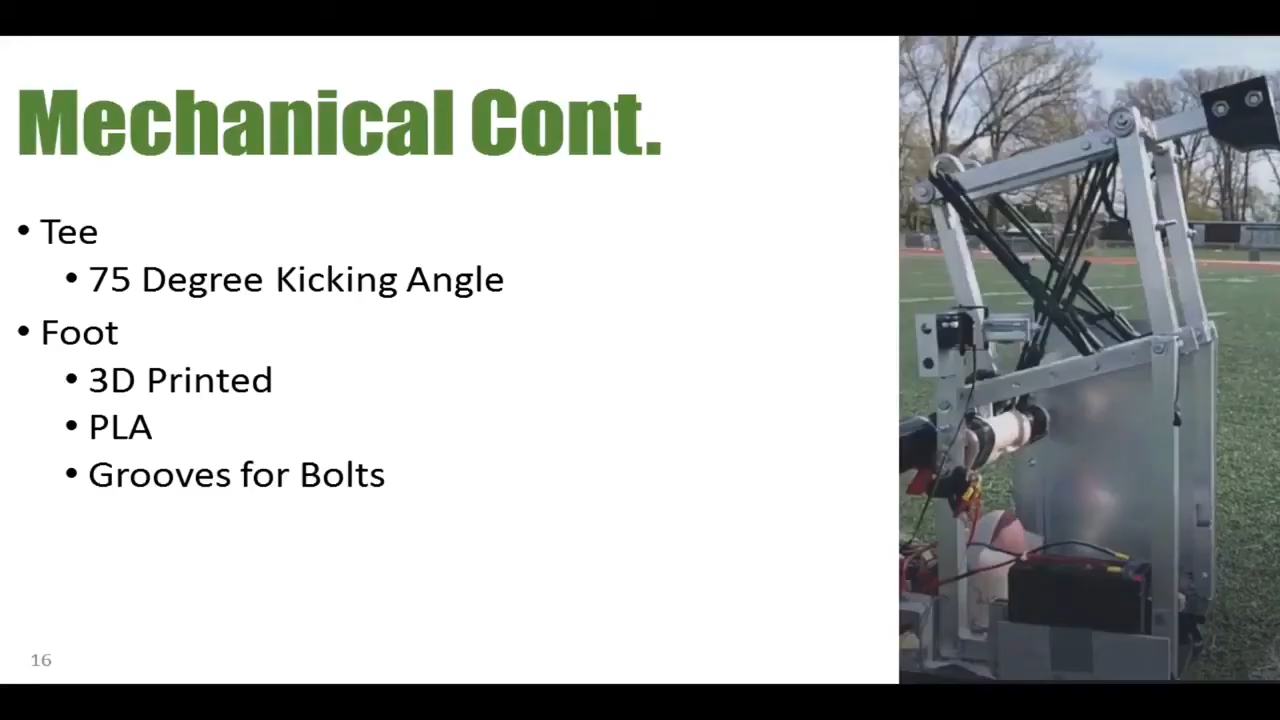 Mechanical Cont.
• Tee
• 75 Degree Kicking Angle
• Foot
• 3D Printed
• PLA
• Grooves for Bolts
16